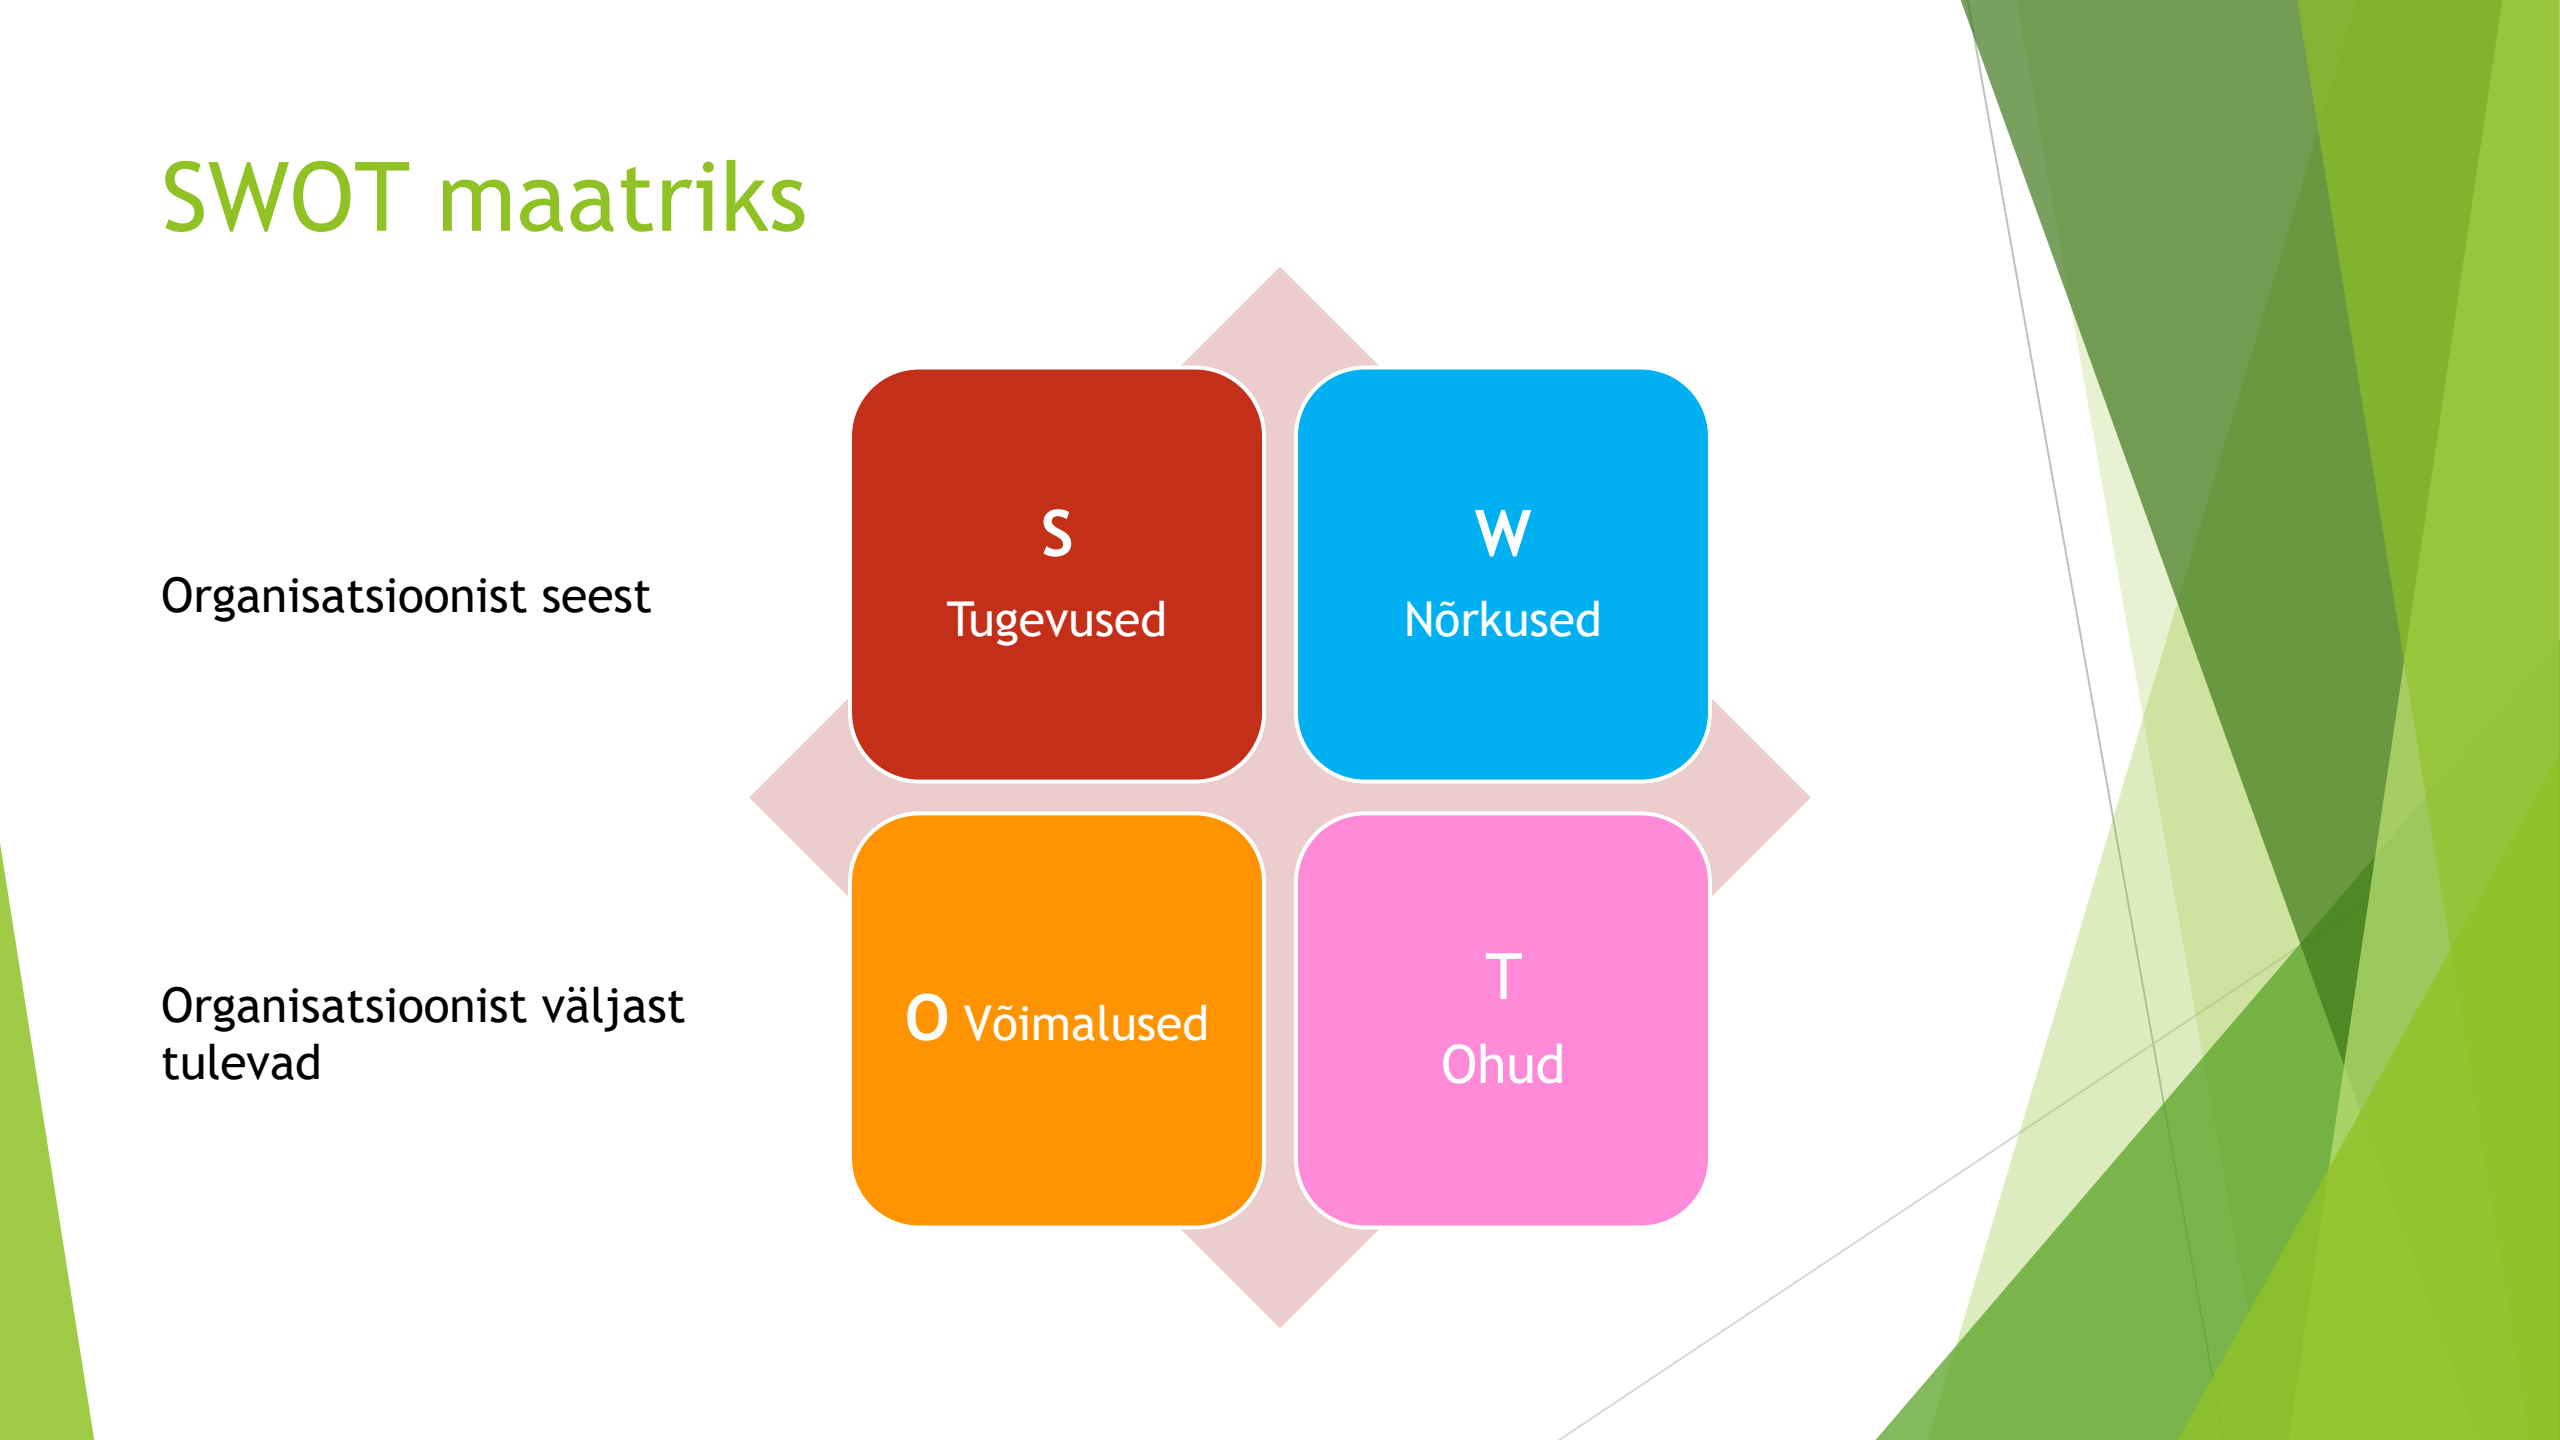 SWOT maatriks
Organisatsioonist seest
S
Tugevused
W
Nõrkused
Organisatsioonist väljast
tulevad
O Võimalused
T
Ohud